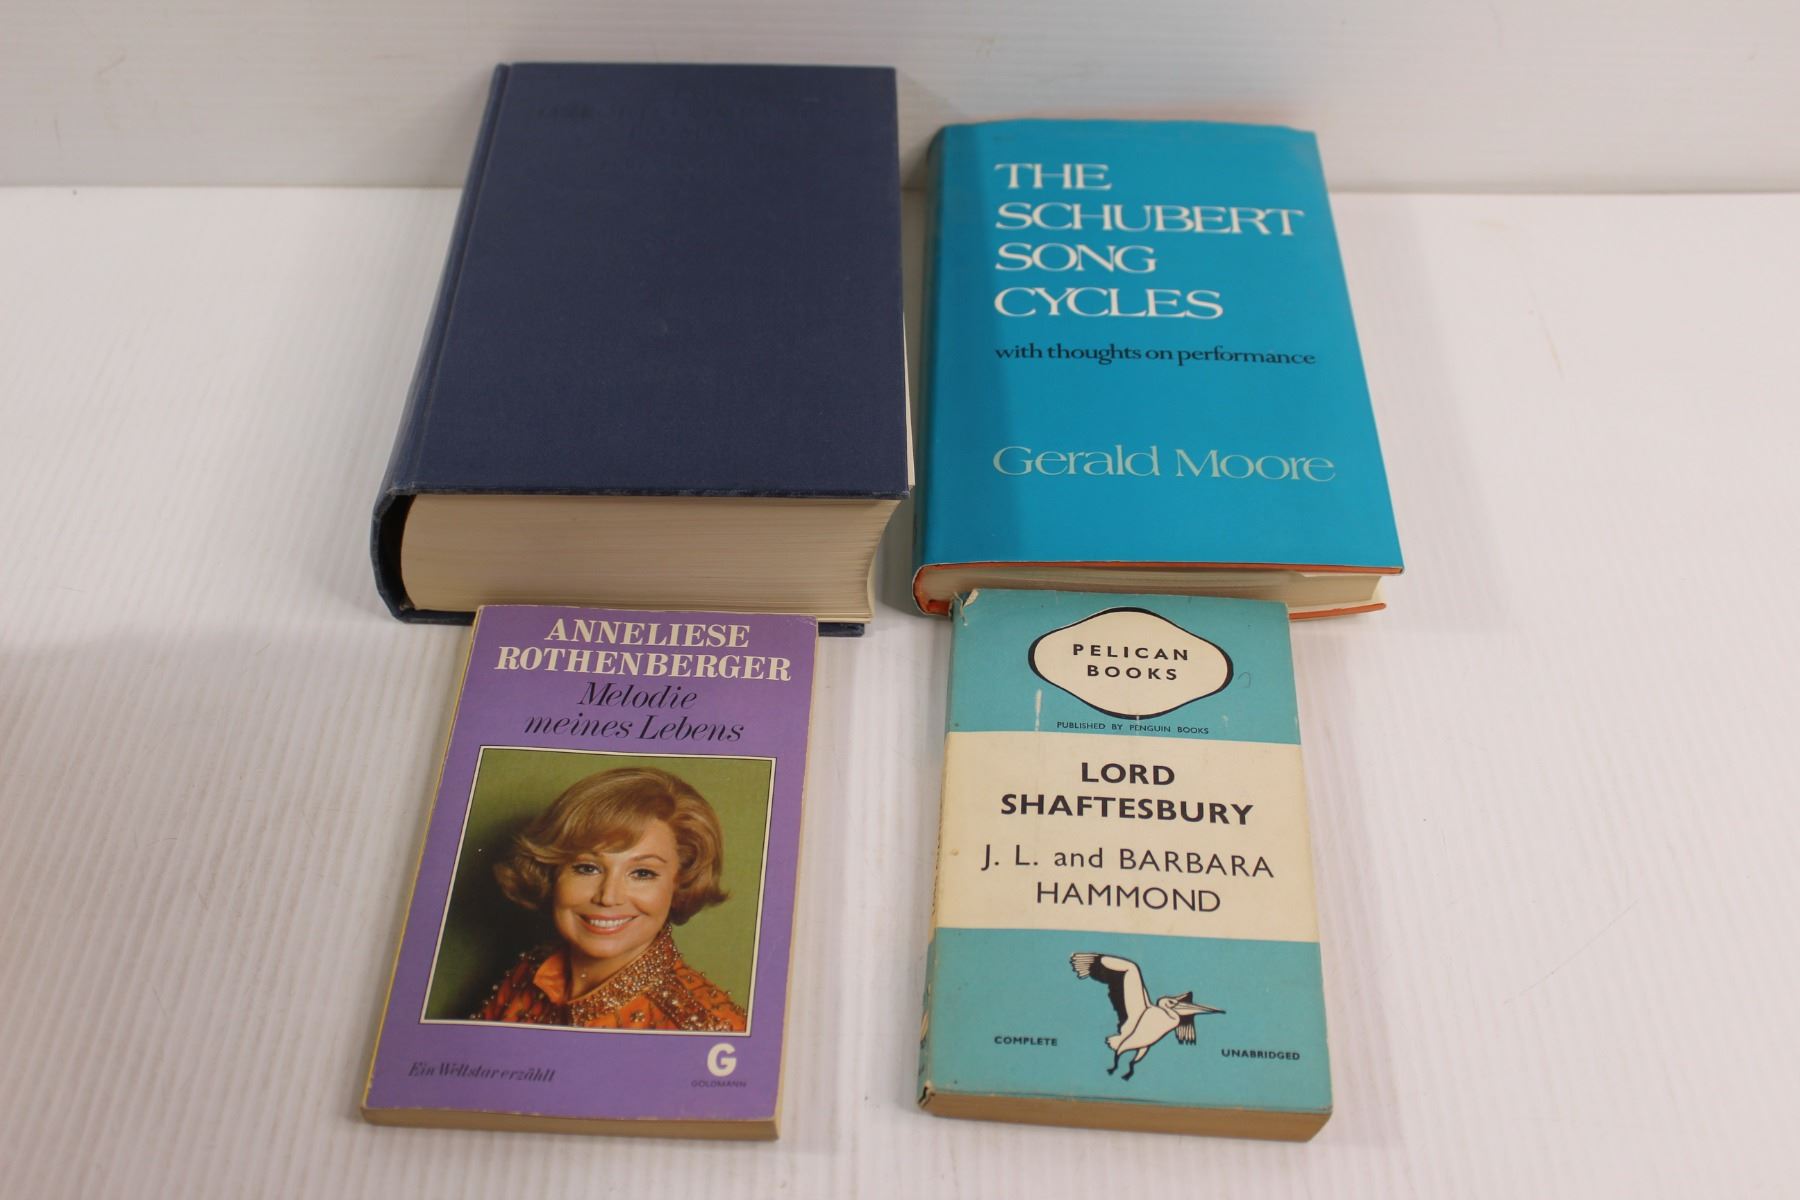 THE
SCHUBERT
SONG
CYCLES
with thoughts on performance
Gerald Moore
ANNELIESE
ROTHENBERGER
Melodie
meines Lebens
Ein Weltstar erzählt
G
GOLDMANN
PELICAN
BOOKS
PUBLISHED BY PENGUIN BOOKS
LORD
SHAFTESBURY
J. L. and BARBARA
HAMMOND
COMPLETE
UNABRIDGED